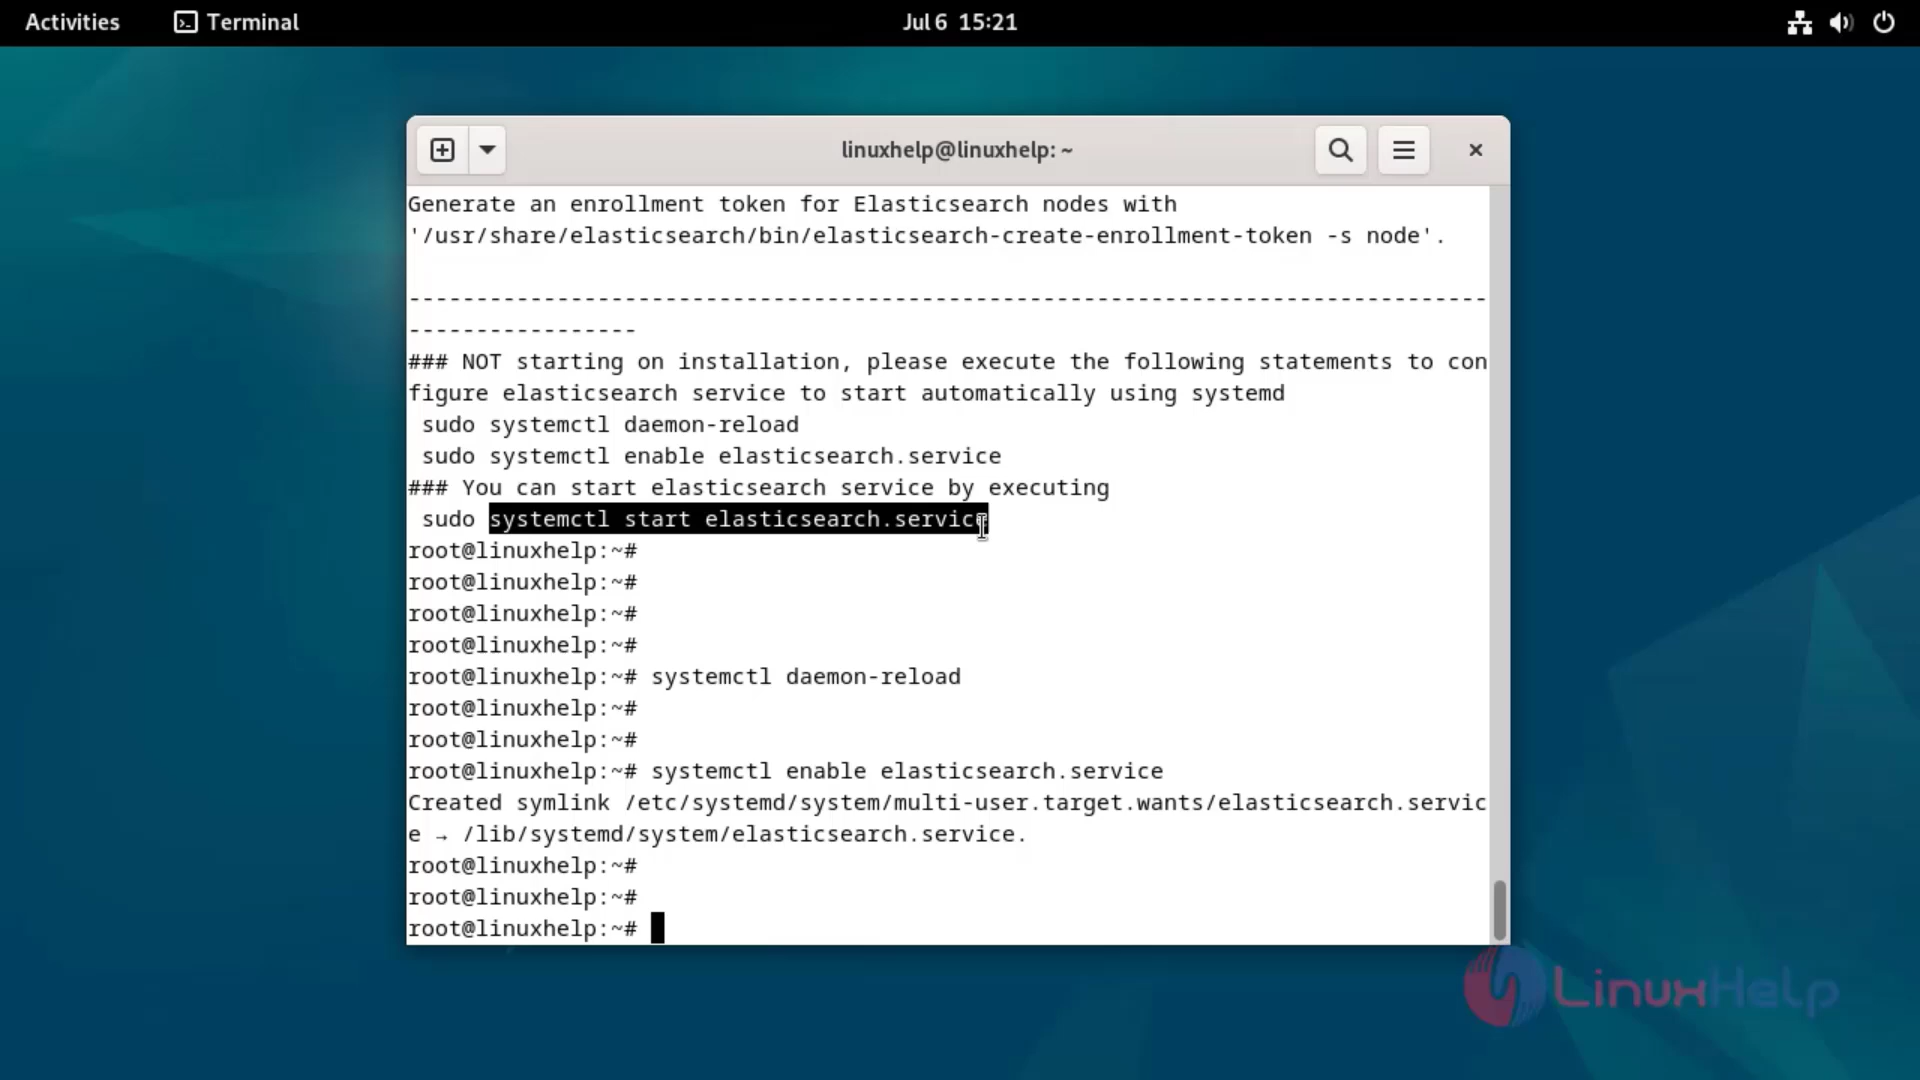 Activities Terminal Jul 6 15:21
linuxhelp@linuxhelp: ~
Generate an enrollment token for Elasticsearch nodes with
'/usr/share/elasticsearch/bin/elasticsearch-create-enrollment-token -s node'.
--------------------------------------------------------------------------------
-----------------
### NOT starting on installation, please execute the following statements to con
figure elasticsearch service to start automatically using systemd
sudo systemctl daemon-reload
sudo systemctl enable elasticsearch.service
### You can start elasticsearch service by executing
sudo systemctl start elasticsearch.service
root@linuxhelp:~#
root@linuxhelp:~#
root@linuxhelp:~#
root@linuxhelp:~#
root@linuxhelp:~# systemctl daemon-reload
root@linuxhelp:~#
root@linuxhelp:~#
root@linuxhelp:~# systemctl enable elasticsearch.service
Created symlink /etc/systemd/system/multi-user.target.wants/elasticsearch.servic
e → /lib/systemd/system/elasticsearch.service.
root@linuxhelp:~#
root@linuxhelp:~#
root@linuxhelp:~#
LinuxHelp